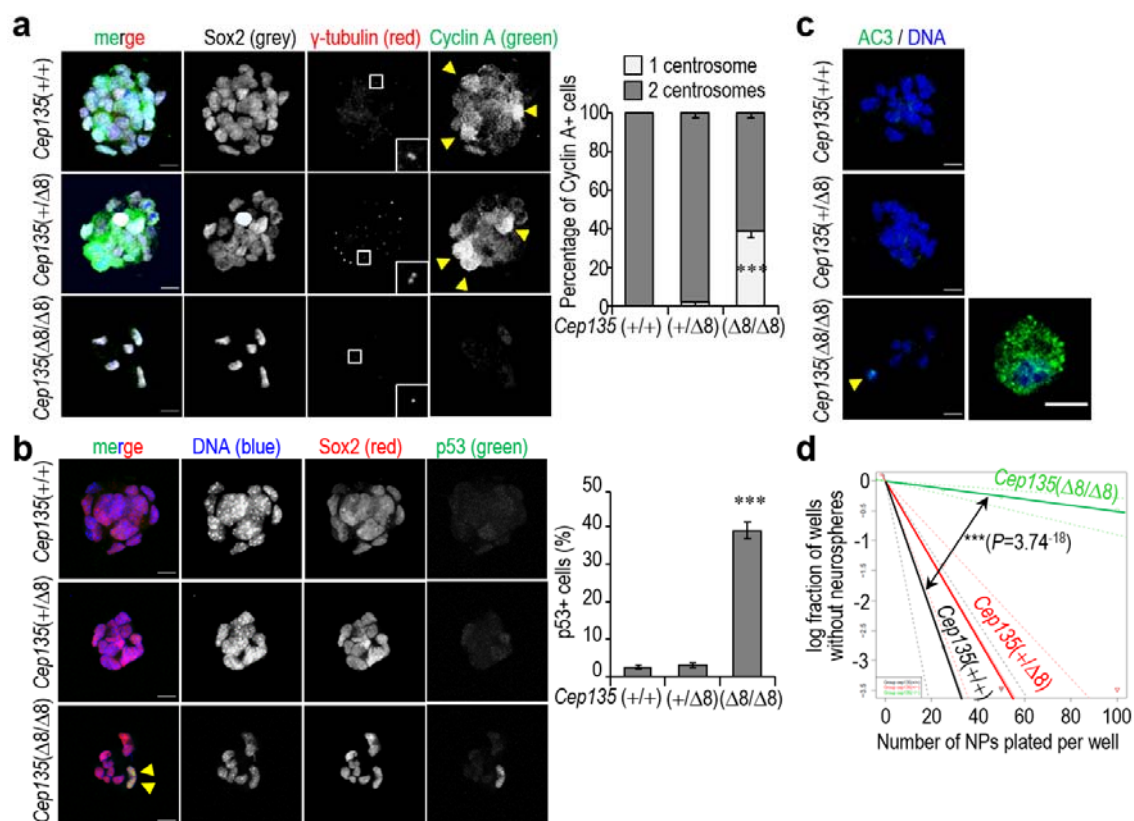 a
merge Sox2 (grey) γ-tubulin (red) Cyclin A (green)
Cep135(+/+)
Cep135(+/Δ8)
Cep135(Δ8/Δ8)
1 centrosome
2 centrosomes
Percentage of Cyclin A+ cells
100
80
60
40
20
0
***
Cep135 (+/+) (+/Δ8) (Δ8/Δ8)
c
AC3 / DNA
Cep135(+/+)
Cep135(+/Δ8)
Cep135(Δ8/Δ8)
b
merge DNA (blue) Sox2 (red) p53 (green)
Cep135(+/+)
Cep135(+/Δ8)
Cep135(Δ8/Δ8)
p53+ cells (%)
50
40
30
20
10
0
***
Cep135 (+/+) (+/Δ8) (Δ8/Δ8)
d
log fraction of wells
without neurospheres
0
-1
-2
-3
Cep135(Δ8/Δ8)
***(P=3.74⁻¹⁸)
Cep135(+/Δ8)
Cep135(+/+)
0 20 40 60 80 100
Number of NPs plated per well